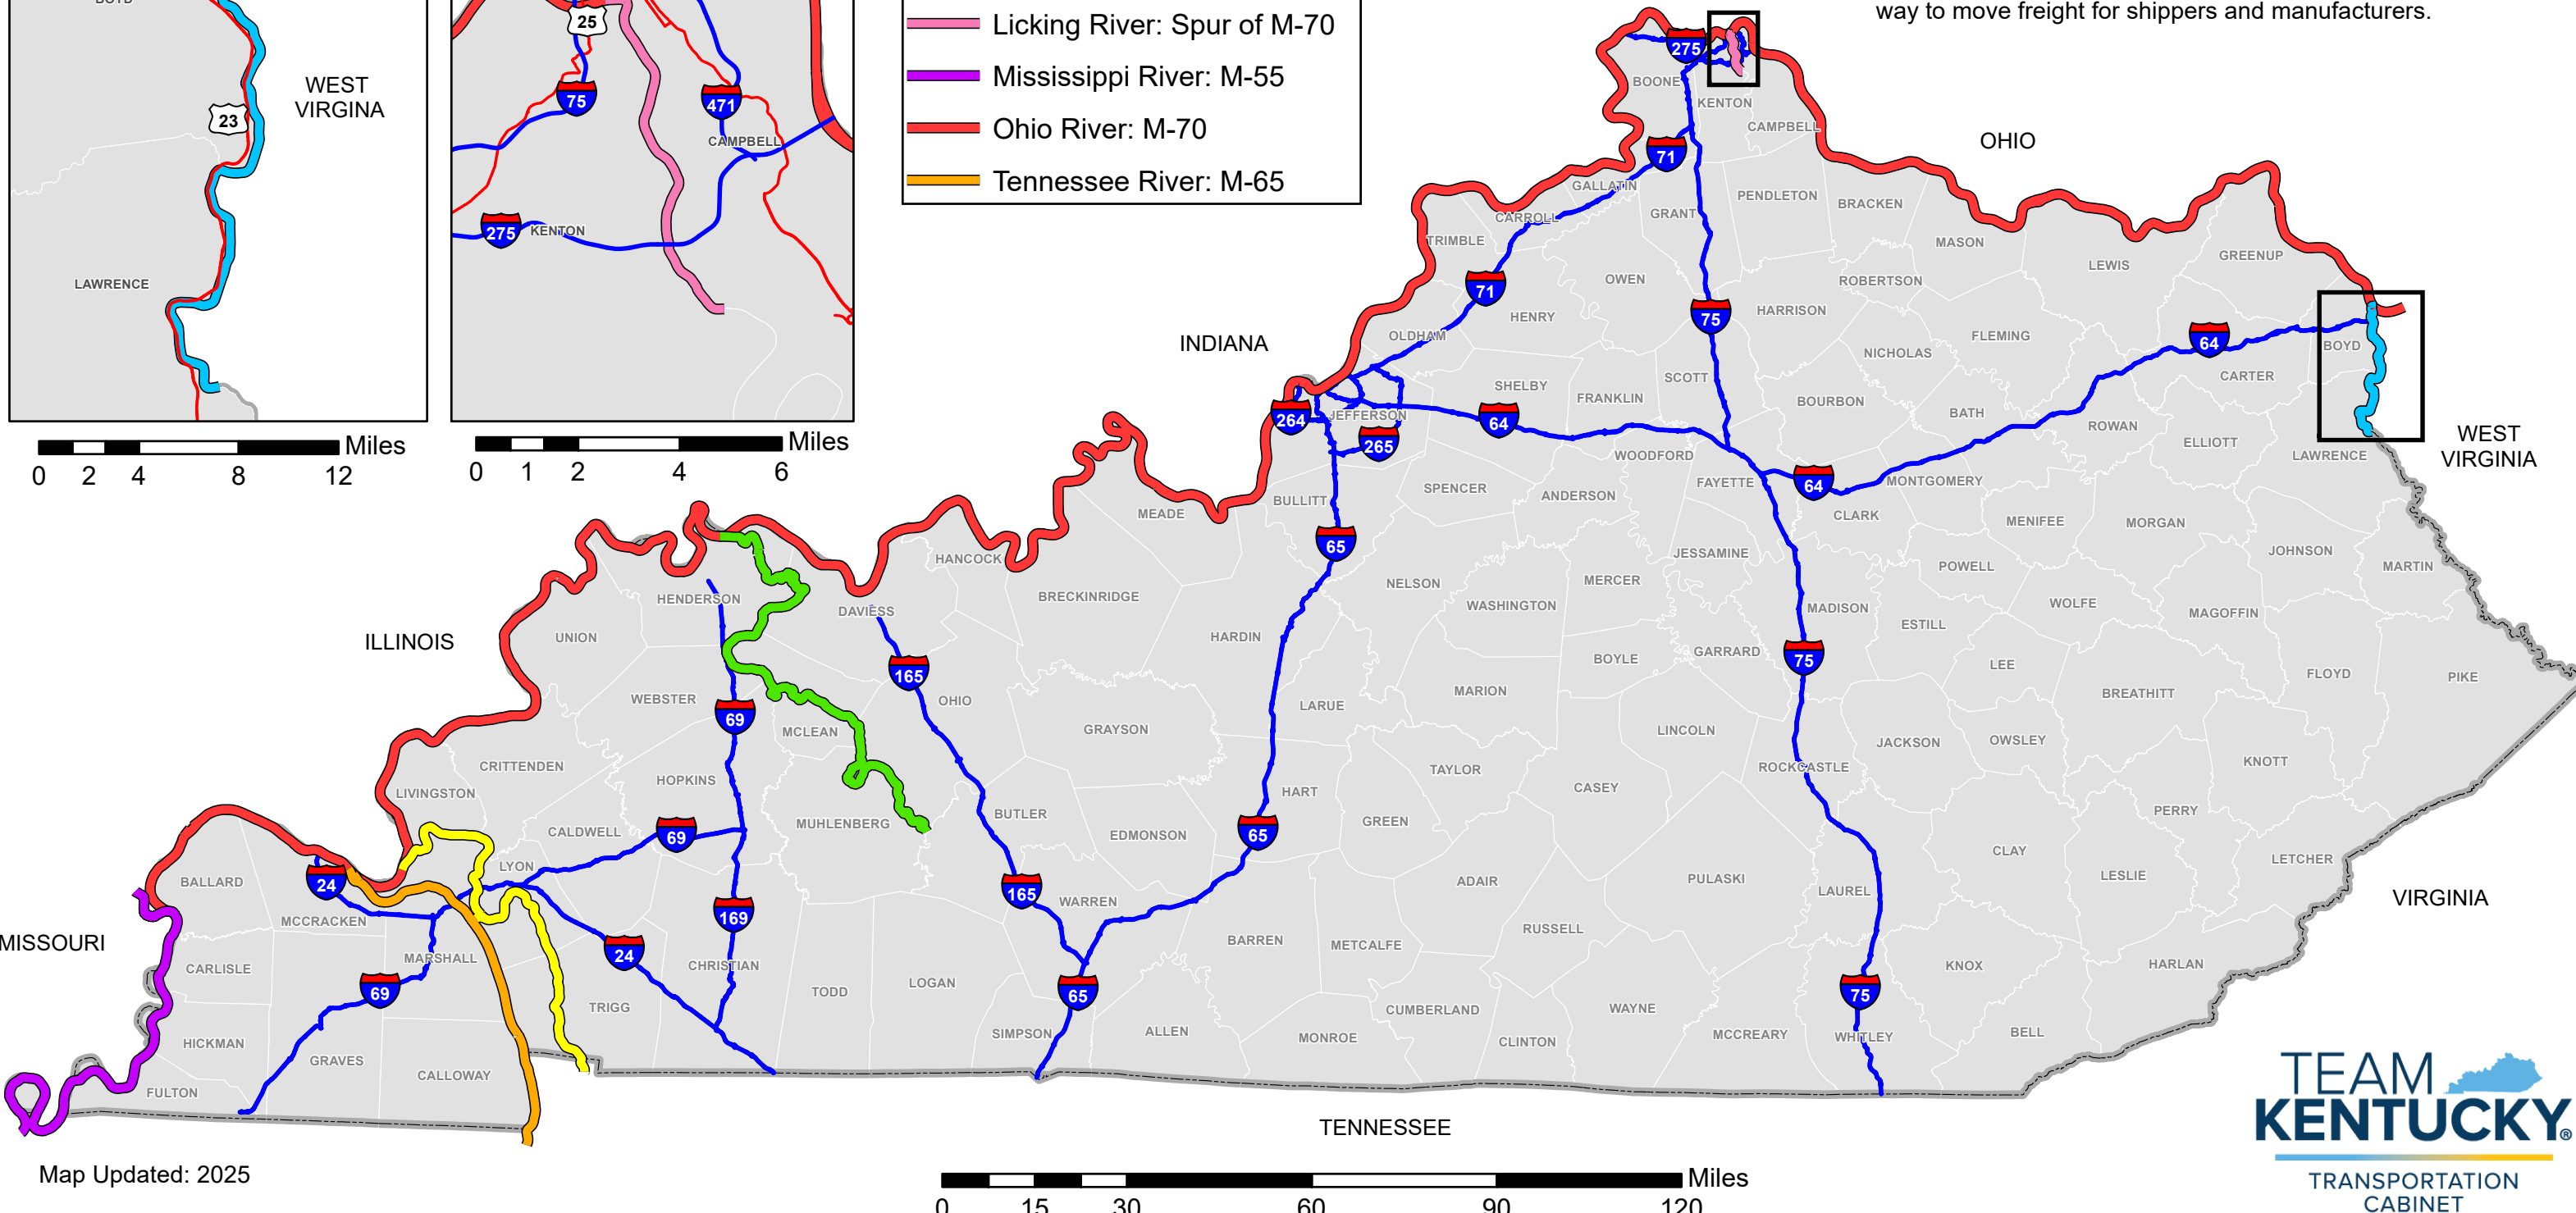 way to move freight for shippers and manufacturers.
WEST
VIRGINA
23
LAWRENCE
Miles
0 2 4 8 12
25
75
471
CAMPBELL
275
KENTON
Miles
0 1 2 4 6
Licking River: Spur of M-70
Mississippi River: M-55
Ohio River: M-70
Tennessee River: M-65
275
BOONE
KENTON
CAMPBELL
OHIO
71
GALLATIN
PENDLETON
BRACKEN
CARROLL
GRANT
TRIMBLE
MASON
GREENUP
LEWIS
OWEN
ROBERTSON
71
HENRY
75
HARRISON
INDIANA
OLDHAM
FLEMING
64
BOYD
NICHOLAS
SHELBY
SCOTT
CARTER
FRANKLIN
BOURBON
264
JEFFERSON
64
BATH
ROWAN
265
ELLIOTT
WEST
VIRGINIA
WOODFORD
LAWRENCE
BULLITT
SPENCER
ANDERSON
FAYETTE
64
MONTGOMERY
MEADE
CLARK
MENIFEE
MORGAN
65
HANCOCK
JESSAMINE
JOHNSON
POWELL
MARTIN
NELSON
MERCER
HENDERSON
BRECKINRIDGE
DAVIESS
WASHINGTON
MADISON
WOLFE
MAGOFFIN
ILLINOIS
UNION
HARDIN
ESTILL
165
BOYLE
GARRARD
75
LEE
FLOYD
PIKE
WEBSTER
OHIO
MARION
BREATHITT
69
LARUE
MCLEAN
GRAYSON
LINCOLN
JACKSON
OWSLEY
CRITTENDEN
HOPKINS
TAYLOR
ROCKCASTLE
KNOTT
LIVINGSTON
HART
CASEY
MUHLENBERG
BUTLER
PERRY
CALDWELL
69
EDMONSON
65
GREEN
LYON
CLAY
LETCHER
BALLARD
24
165
ADAIR
PULASKI
LAUREL
LESLIE
VIRGINIA
MCCRACKEN
169
WARREN
RUSSELL
MISSOURI
MARSHALL
24
BARREN
METCALFE
CARLISLE
CHRISTIAN
KNOX
HARLAN
69
TODD
LOGAN
65
75
TRIGG
CUMBERLAND
WAYNE
HICKMAN
SIMPSON
ALLEN
MONROE
CLINTON
MCCREARY
WHITLEY
BELL
GRAVES
CALLOWAY
FULTON
TENNESSEE
Map Updated: 2025
Miles
0 15 30 60 90 120
TEAM
KENTUCKY®
TRANSPORTATION
CABINET